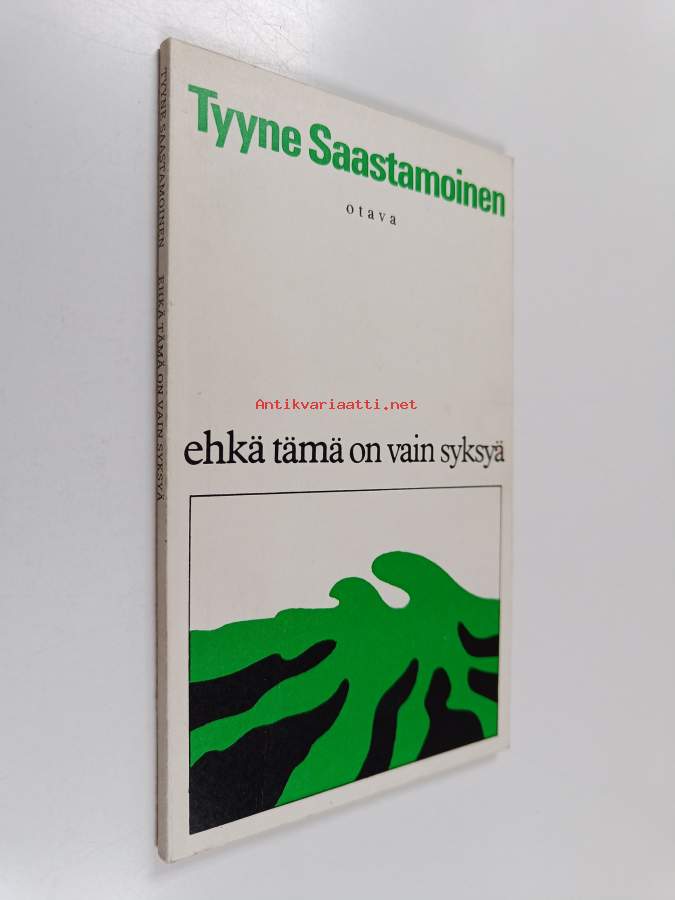 Tyyne Saastamoinen
otava
Antikvariaatti.net
ehkä tämä on vain syksyä
TYYNE SAASTAMOINEN EHKÄ TÄMÄ ON VAIN SYKSYÄ